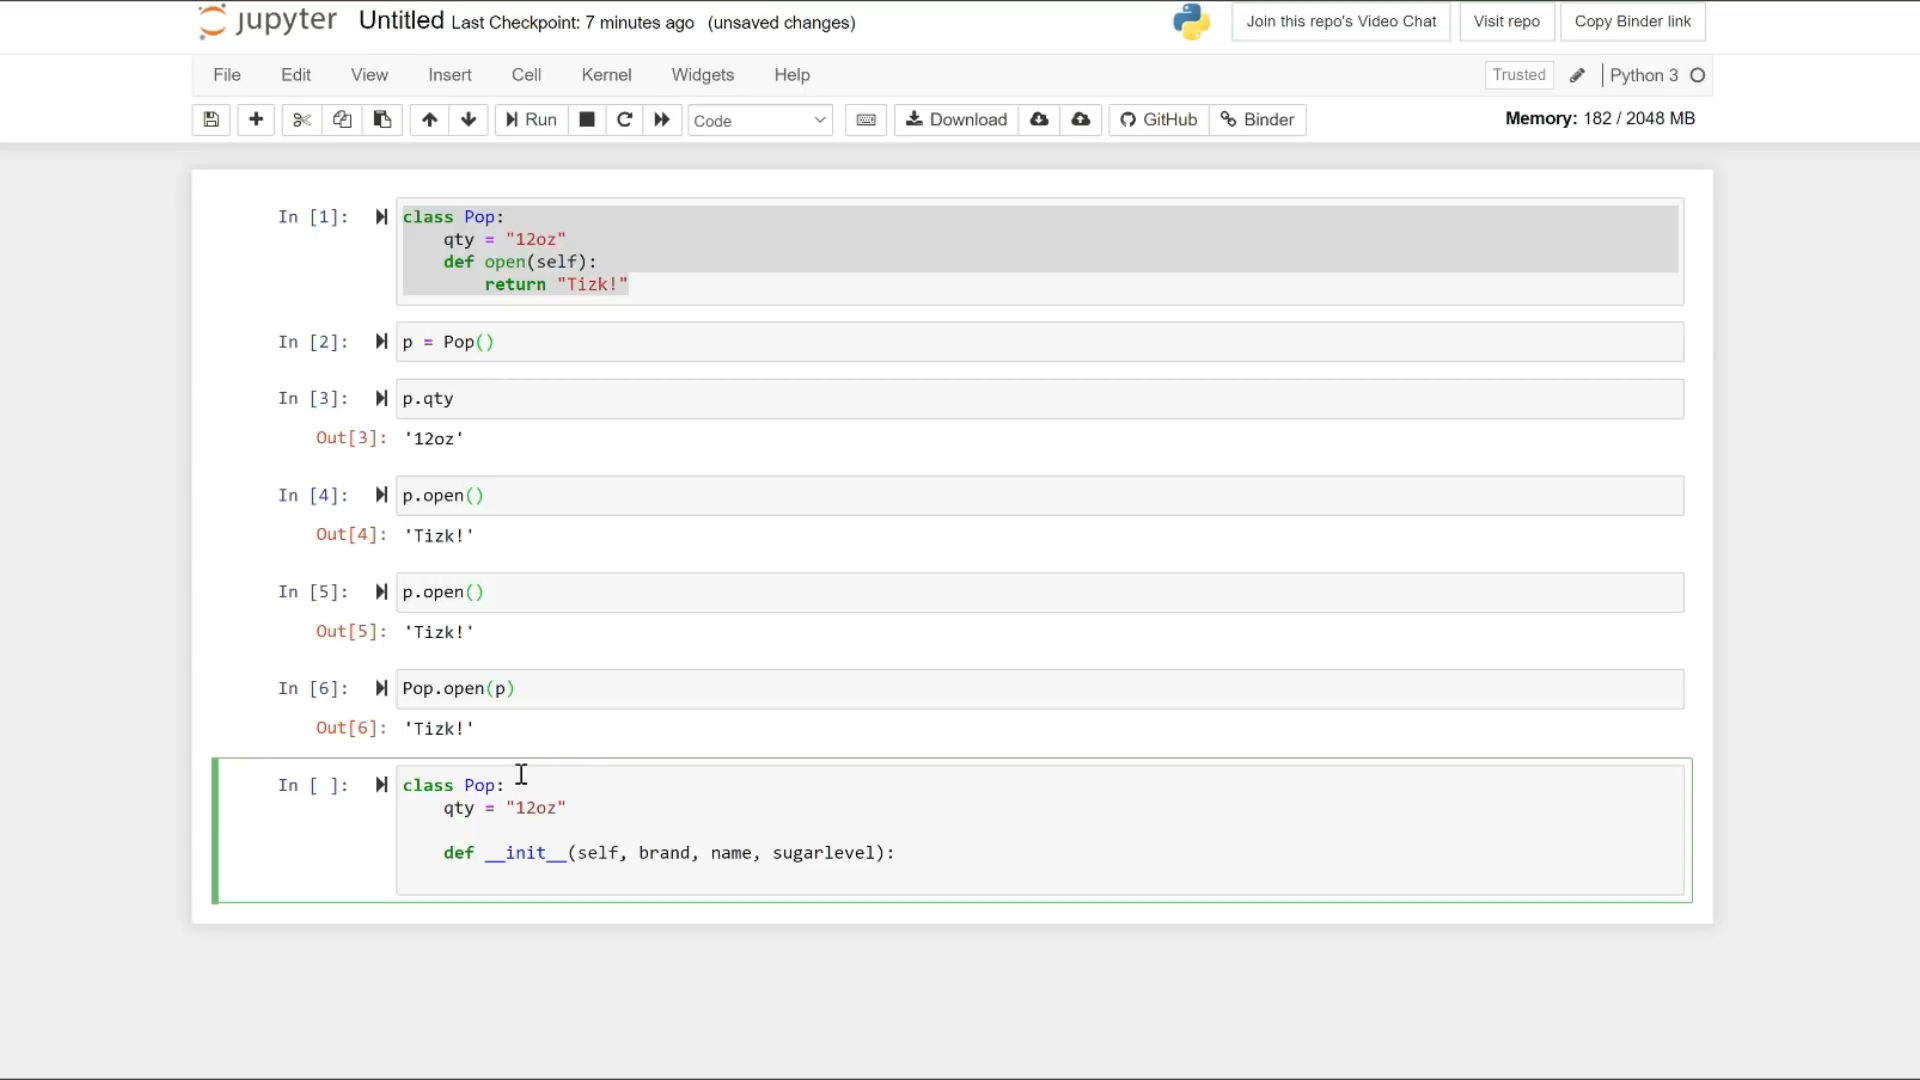 jupyter Untitled Last Checkpoint: 7 minutes ago (unsaved changes) Join this repo's Video Chat Visit repo Copy Binder link
File Edit View Insert Cell Kernel Widgets Help Trusted Python 3
Run Code Download GitHub Binder Memory: 182 / 2048 MB
In [1]: class Pop:
qty = "12oz"
def open(self):
return "Tizk!"
In [2]: p = Pop()
In [3]: p.qty
Out[3]: '12oz'
In [4]: p.open()
Out[4]: 'Tizk!'
In [5]: p.open()
Out[5]: 'Tizk!'
In [6]: Pop.open(p)
Out[6]: 'Tizk!'
In [ ]: class Pop:
qty = "12oz"
def __init__(self, brand, name, sugarlevel):